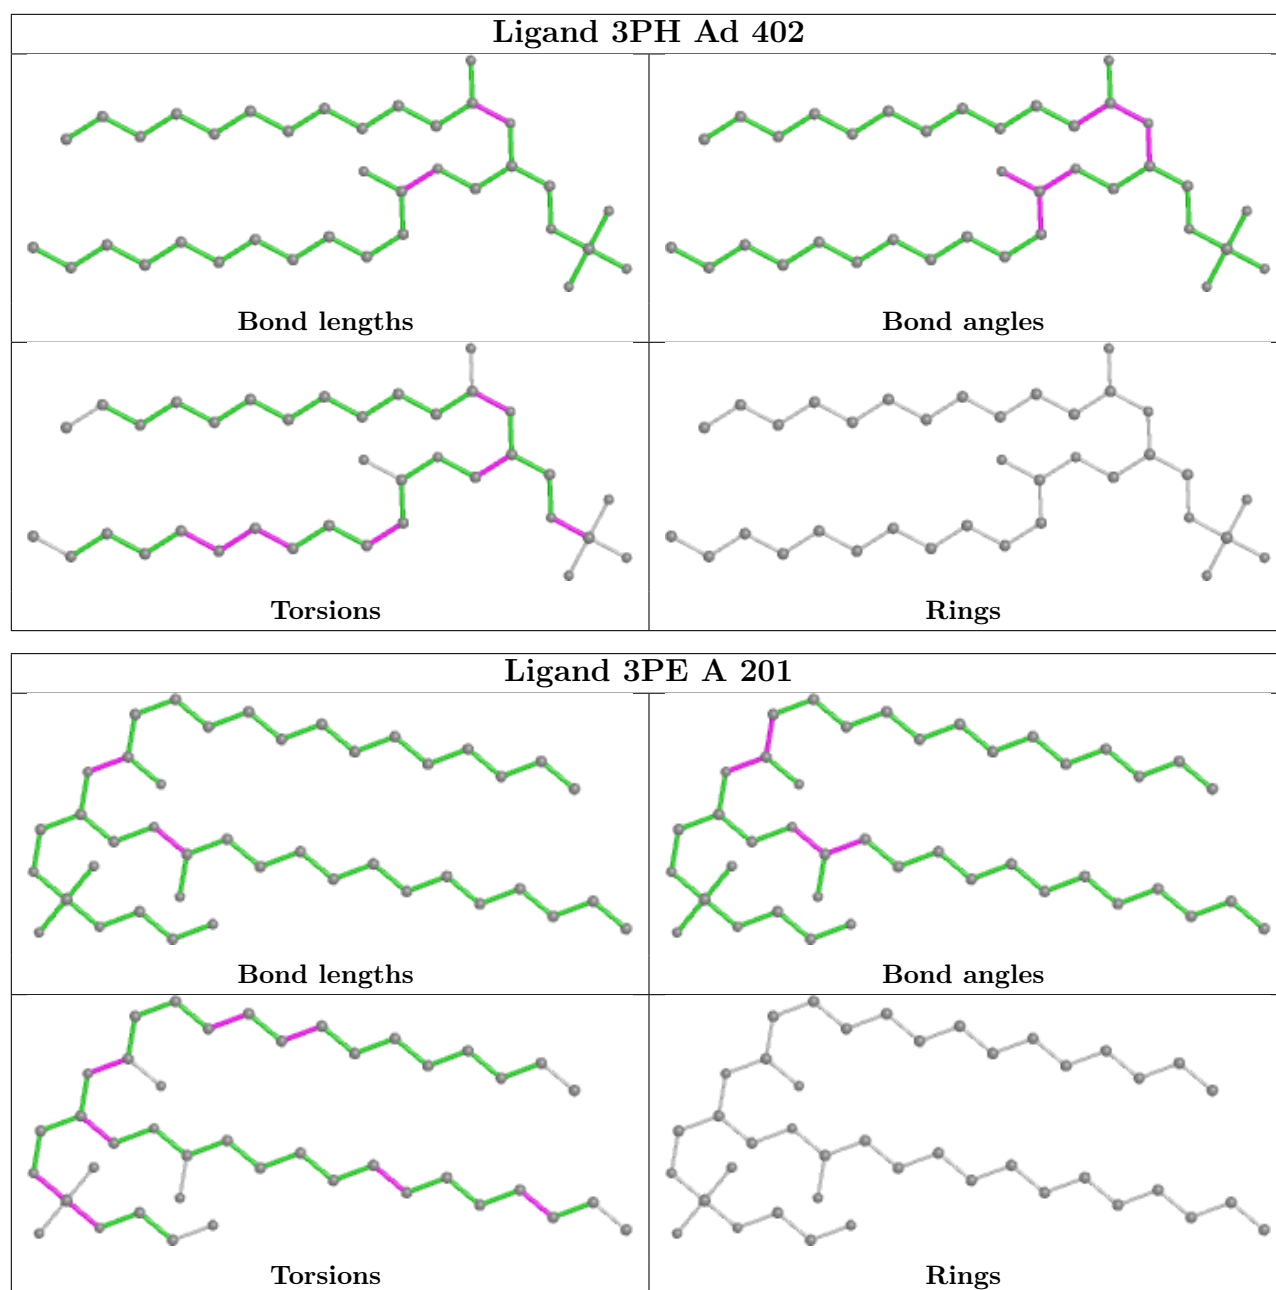 Ligand 3PH Ad 402
Bond lengths
Bond angles
Torsions
Rings
Ligand 3PE A 201
Bond lengths
Bond angles
Torsions
Rings